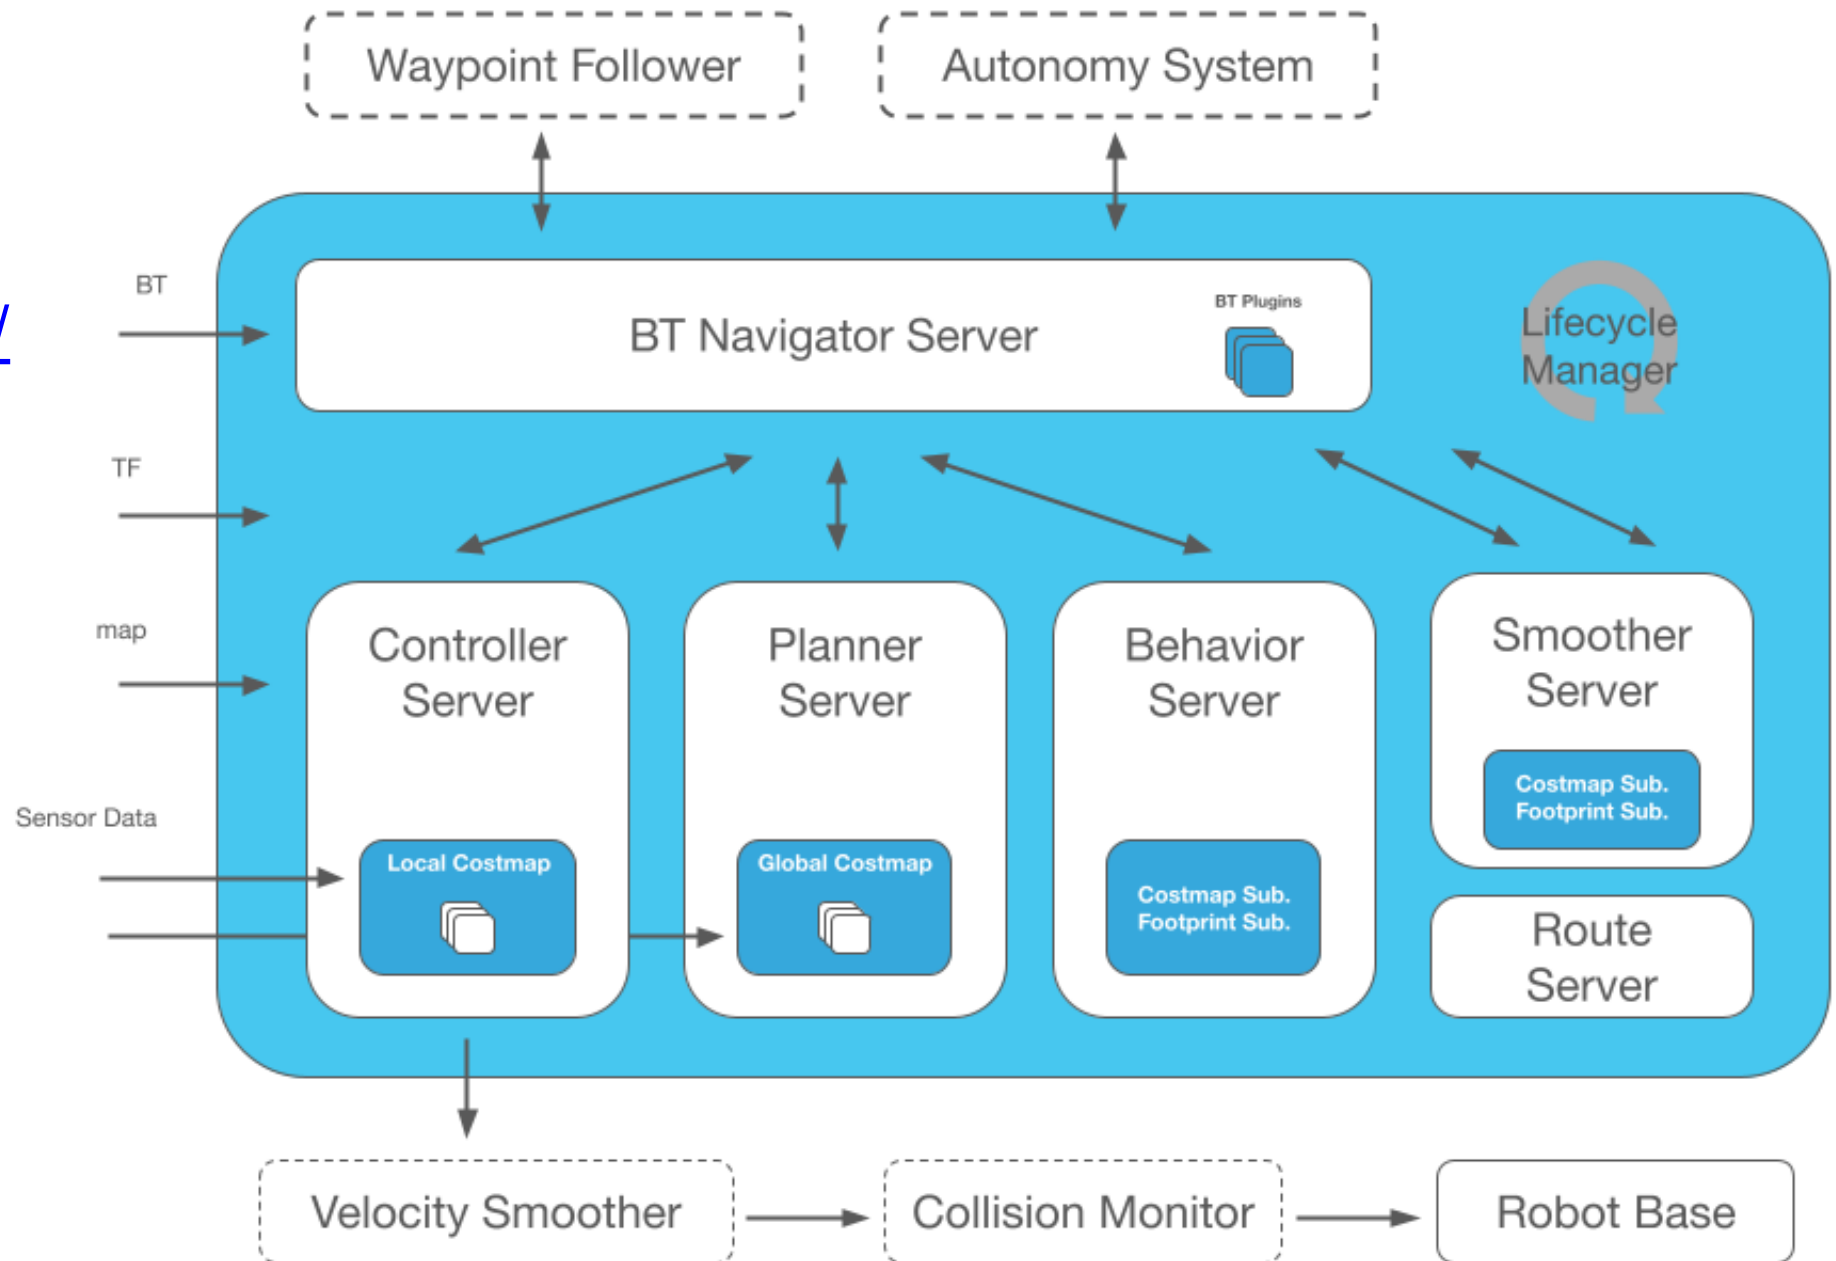 Waypoint Follower
Autonomy System
BT
/
BT Navigator Server
BT Plugins
Lifecycle
Manager
TF
map
Sensor Data
Controller
Server
Local Costmap
Planner
Server
Global Costmap
Behavior
Server
Costmap Sub.
Footprint Sub.
Smoother
Server
Costmap Sub.
Footprint Sub.
Route
Server
Velocity Smoother
Collision Monitor
Robot Base